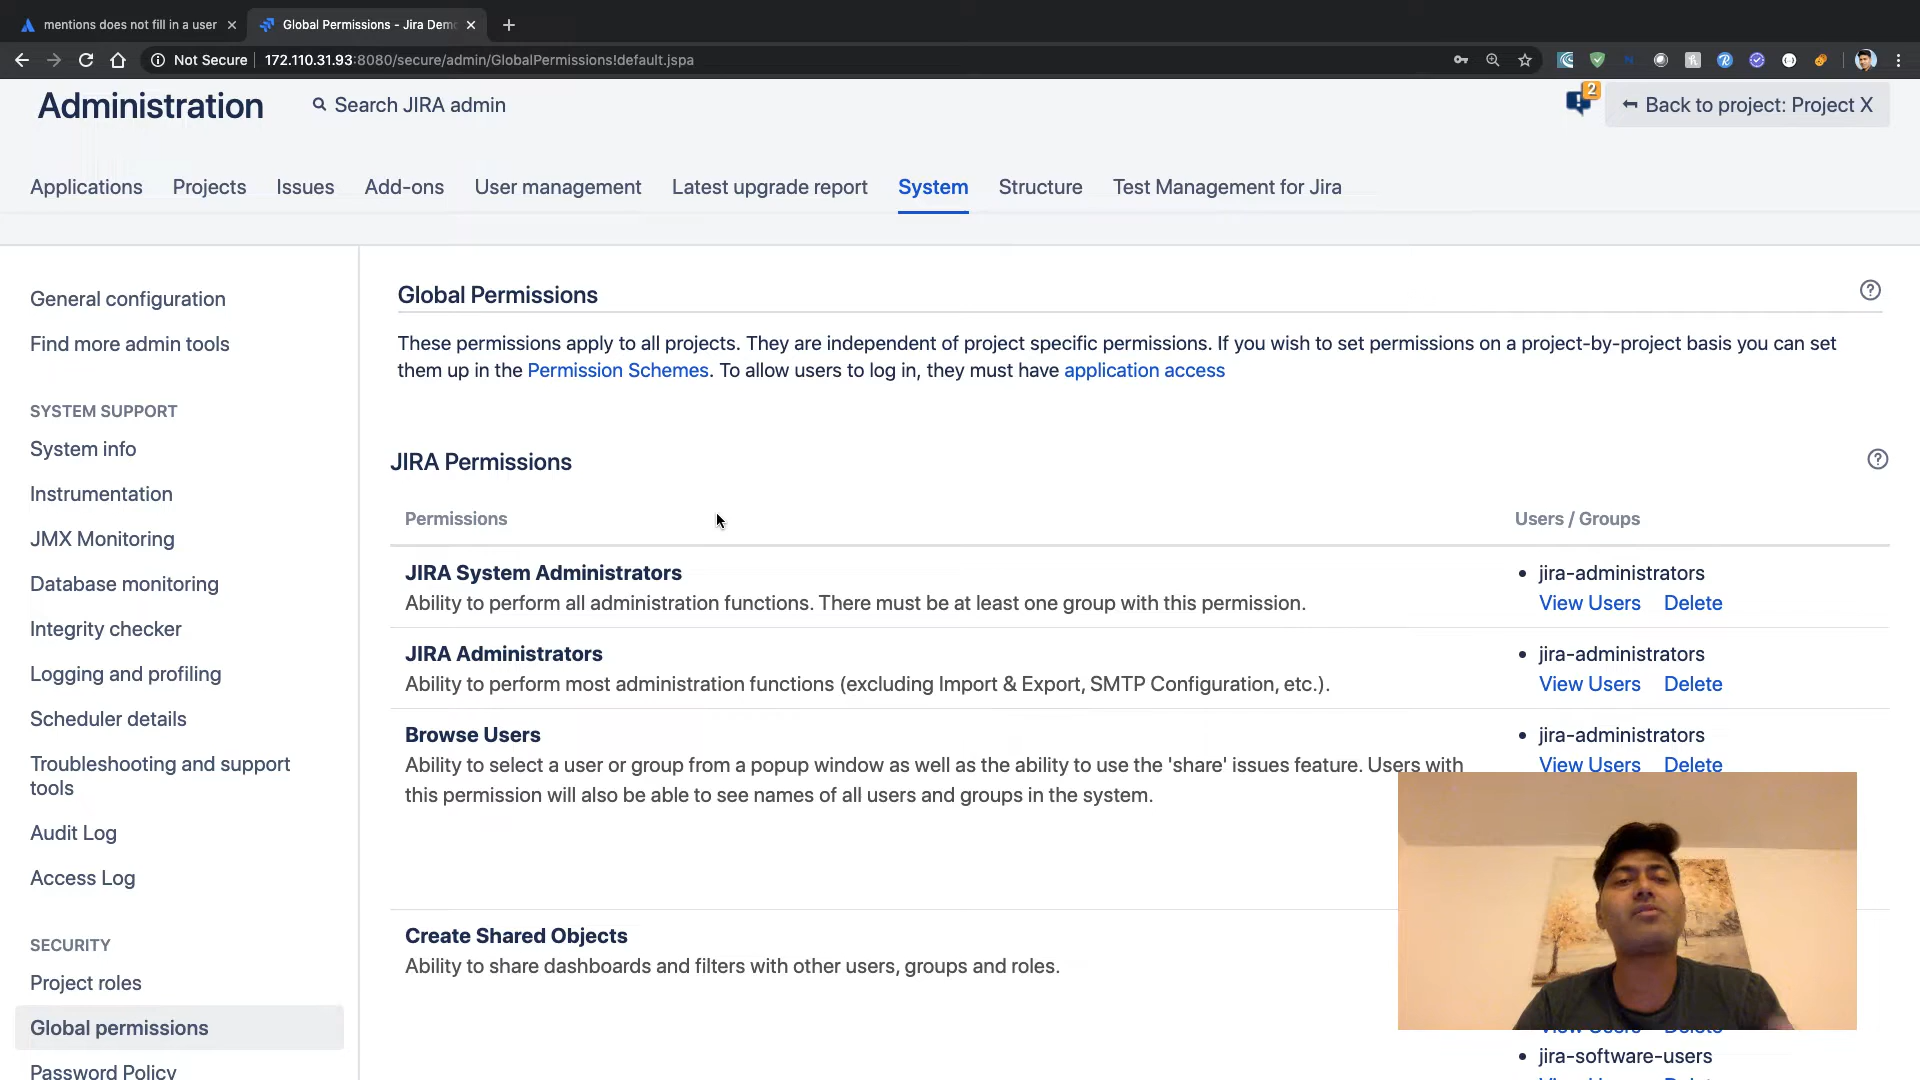 mentions does not fill in a user
Global Permissions - Jira Dem
Not Secure
172.110.31.93:8080/secure/admin/GlobalPermissions!default.jspa
Administration
Search JIRA admin
2
Back to project: Project X
Applications
Projects
Issues
Add-ons
User management
Latest upgrade report
System
Structure
Test Management for Jira
General configuration
Find more admin tools
SYSTEM SUPPORT
System info
Instrumentation
JMX Monitoring
Database monitoring
Integrity checker
Logging and profiling
Scheduler details
Troubleshooting and support
tools
Audit Log
Access Log
SECURITY
Project roles
Global permissions
Password Policy
Global Permissions
These permissions apply to all projects. They are independent of project specific permissions. If you wish to set permissions on a project-by-project basis you can set
them up in the Permission Schemes. To allow users to log in, they must have application access
JIRA Permissions
Permissions
Users / Groups
JIRA System Administrators
Ability to perform all administration functions. There must be at least one group with this permission.
jira-administrators
View Users Delete
JIRA Administrators
Ability to perform most administration functions (excluding Import & Export, SMTP Configuration, etc.).
jira-administrators
View Users Delete
Browse Users
Ability to select a user or group from a popup window as well as the ability to use the 'share' issues feature. Users with
this permission will also be able to see names of all users and groups in the system.
jira-administrators
View Users Delete
Create Shared Objects
Ability to share dashboards and filters with other users, groups and roles.
jira-software-users